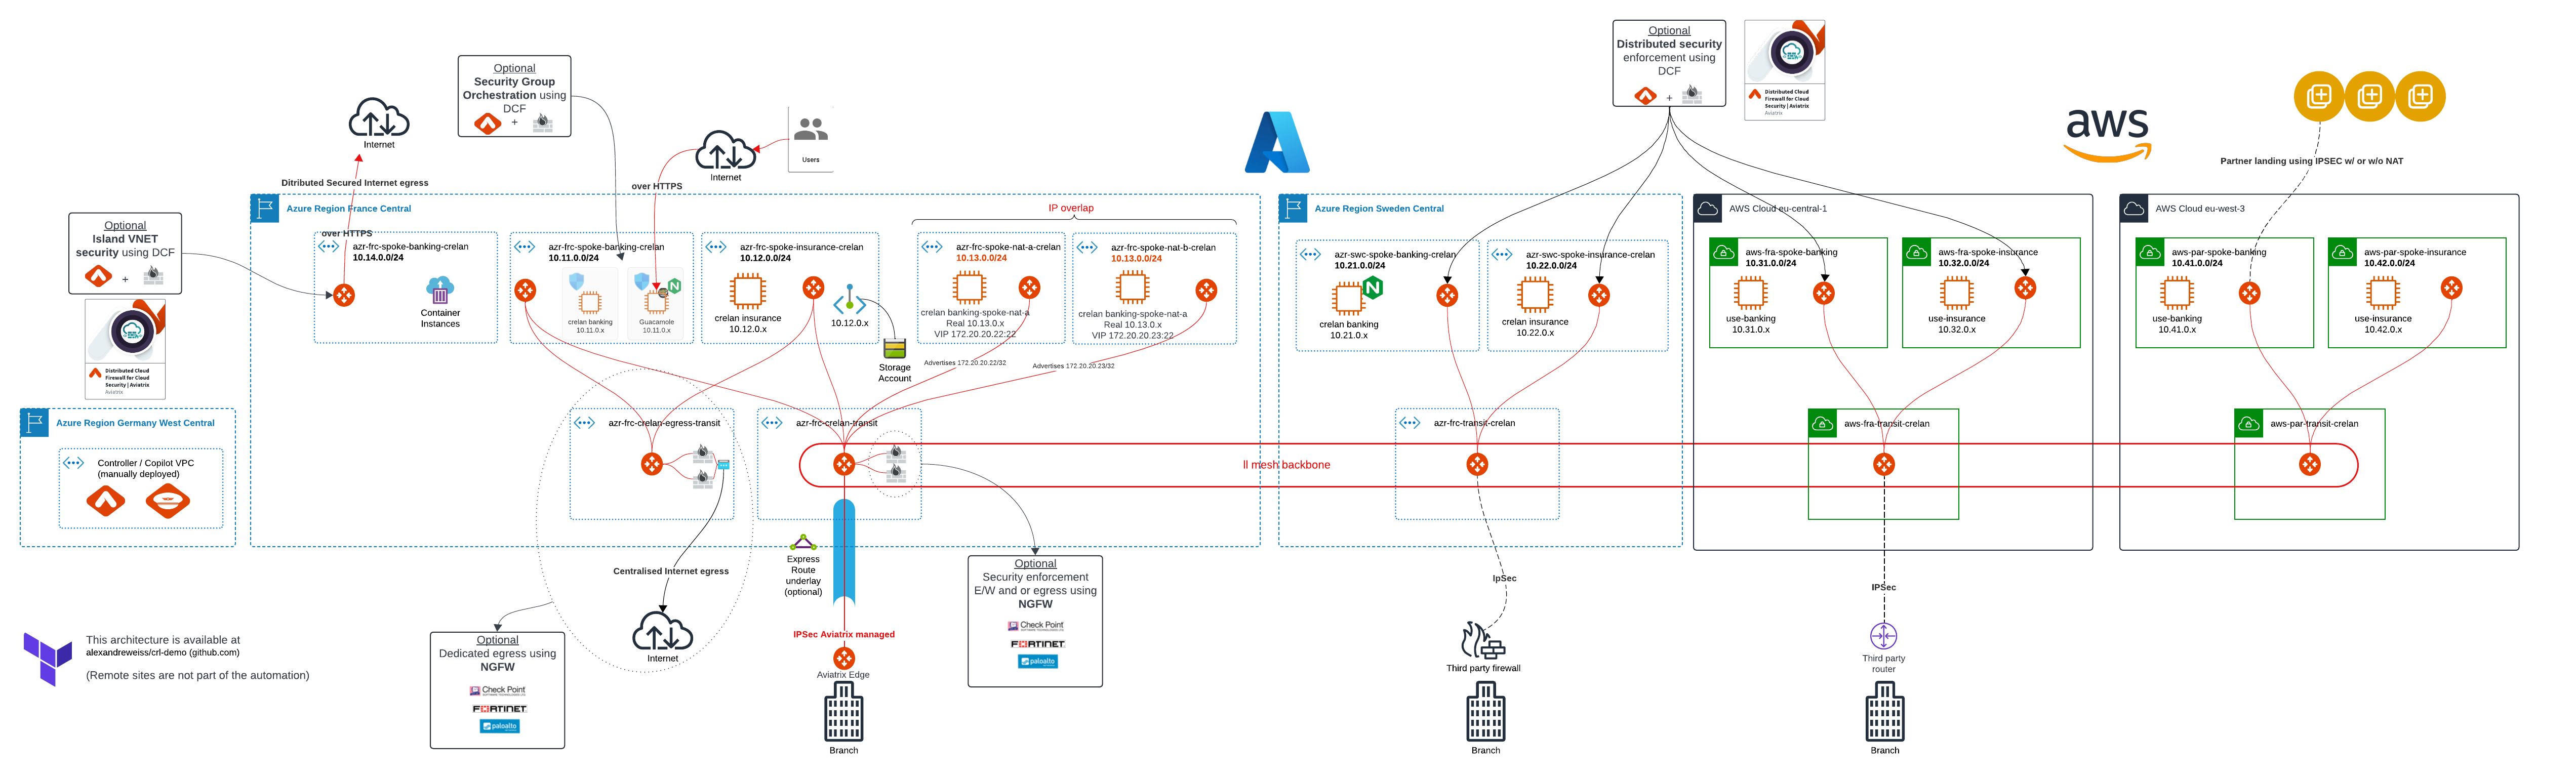 Optional
Security Group
Orchestration using
DCF
+
Internet
Users
Internet
over HTTPS
Ditributed Secured Internet egress
over HTTPS
Optional
Distributed security
enforcement using
DCF
+
Distributed Cloud
Firewall for Cloud
Security | Aviatrix
Aviatrix
aws
Partner landing using IPSEC w/ or w/o NAT
Optional
Island VNET
security using DCF
+
Distributed Cloud
Firewall for Cloud
Security | Aviatrix
Aviatrix
Azure Region France Central
azr-frc-spoke-banking-crelan
10.14.0.0/24
Container
Instances
azr-frc-spoke-banking-crelan
10.11.0.0/24
crelan banking
10.11.0.x
Guacamole
10.11.0.x
azr-frc-spoke-insurance-crelan
10.12.0.0/24
crelan insurance
10.12.0.x
10.12.0.x
Storage
Account
IP overlap
azr-frc-spoke-nat-a-crelan
10.13.0.0/24
crelan banking-spoke-nat-a
Real 10.13.0.x
VIP 172.20.20.22:22
azr-frc-spoke-nat-b-crelan
10.13.0.0/24
crelan banking-spoke-nat-a
Real 10.13.0.x
VIP 172.20.20.23:22
Advertises 172.20.20.22/32
Advertises 172.20.20.23/32
azr-frc-crelan-egress-transit
azr-frc-crelan-transit
Azure Region Sweden Central
azr-swc-spoke-banking-crelan
10.21.0.0/24
crelan banking
10.21.0.x
azr-swc-spoke-insurance-crelan
10.22.0.0/24
crelan insurance
10.22.0.x
azr-frc-transit-crelan
ll mesh backbone
AWS Cloud eu-central-1
aws-fra-spoke-banking
10.31.0.0/24
use-banking
10.31.0.x
aws-fra-spoke-insurance
10.32.0.0/24
use-insurance
10.32.0.x
aws-fra-transit-crelan
AWS Cloud eu-west-3
aws-par-spoke-banking
10.41.0.0/24
use-banking
10.41.0.x
aws-par-spoke-insurance
10.42.0.0/24
use-insurance
10.42.0.x
aws-par-transit-crelan
Azure Region Germany West Central
Controller / Copilot VPC
(manually deployed)
Centralised Internet egress
Internet
Express
Route
underlay
(optional)
IPSec Aviatrix managed
Aviatrix Edge
Branch
Optional
Security enforcement
E/W and or egress using
NGFW
Check Point
FORTINET
paloalto
Optional
Dedicated egress using
NGFW
Check Point
FORTINET
paloalto
IpSec
Third party firewall
Branch
IPSec
Third party
router
Branch
This architecture is available at
alexandreweiss/crl-demo (github.com)
(Remote sites are not part of the automation)